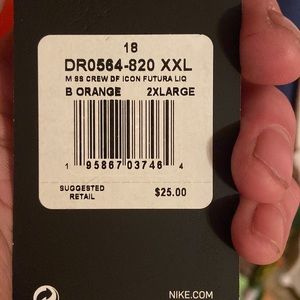 18
DR0564-820 XXL
M SS CREW DF ICON FUTURA LIQ
B ORANGE 2XLARGE
1 95867 03746 4
SUGGESTED RETAIL $25.00
NIKE.COM